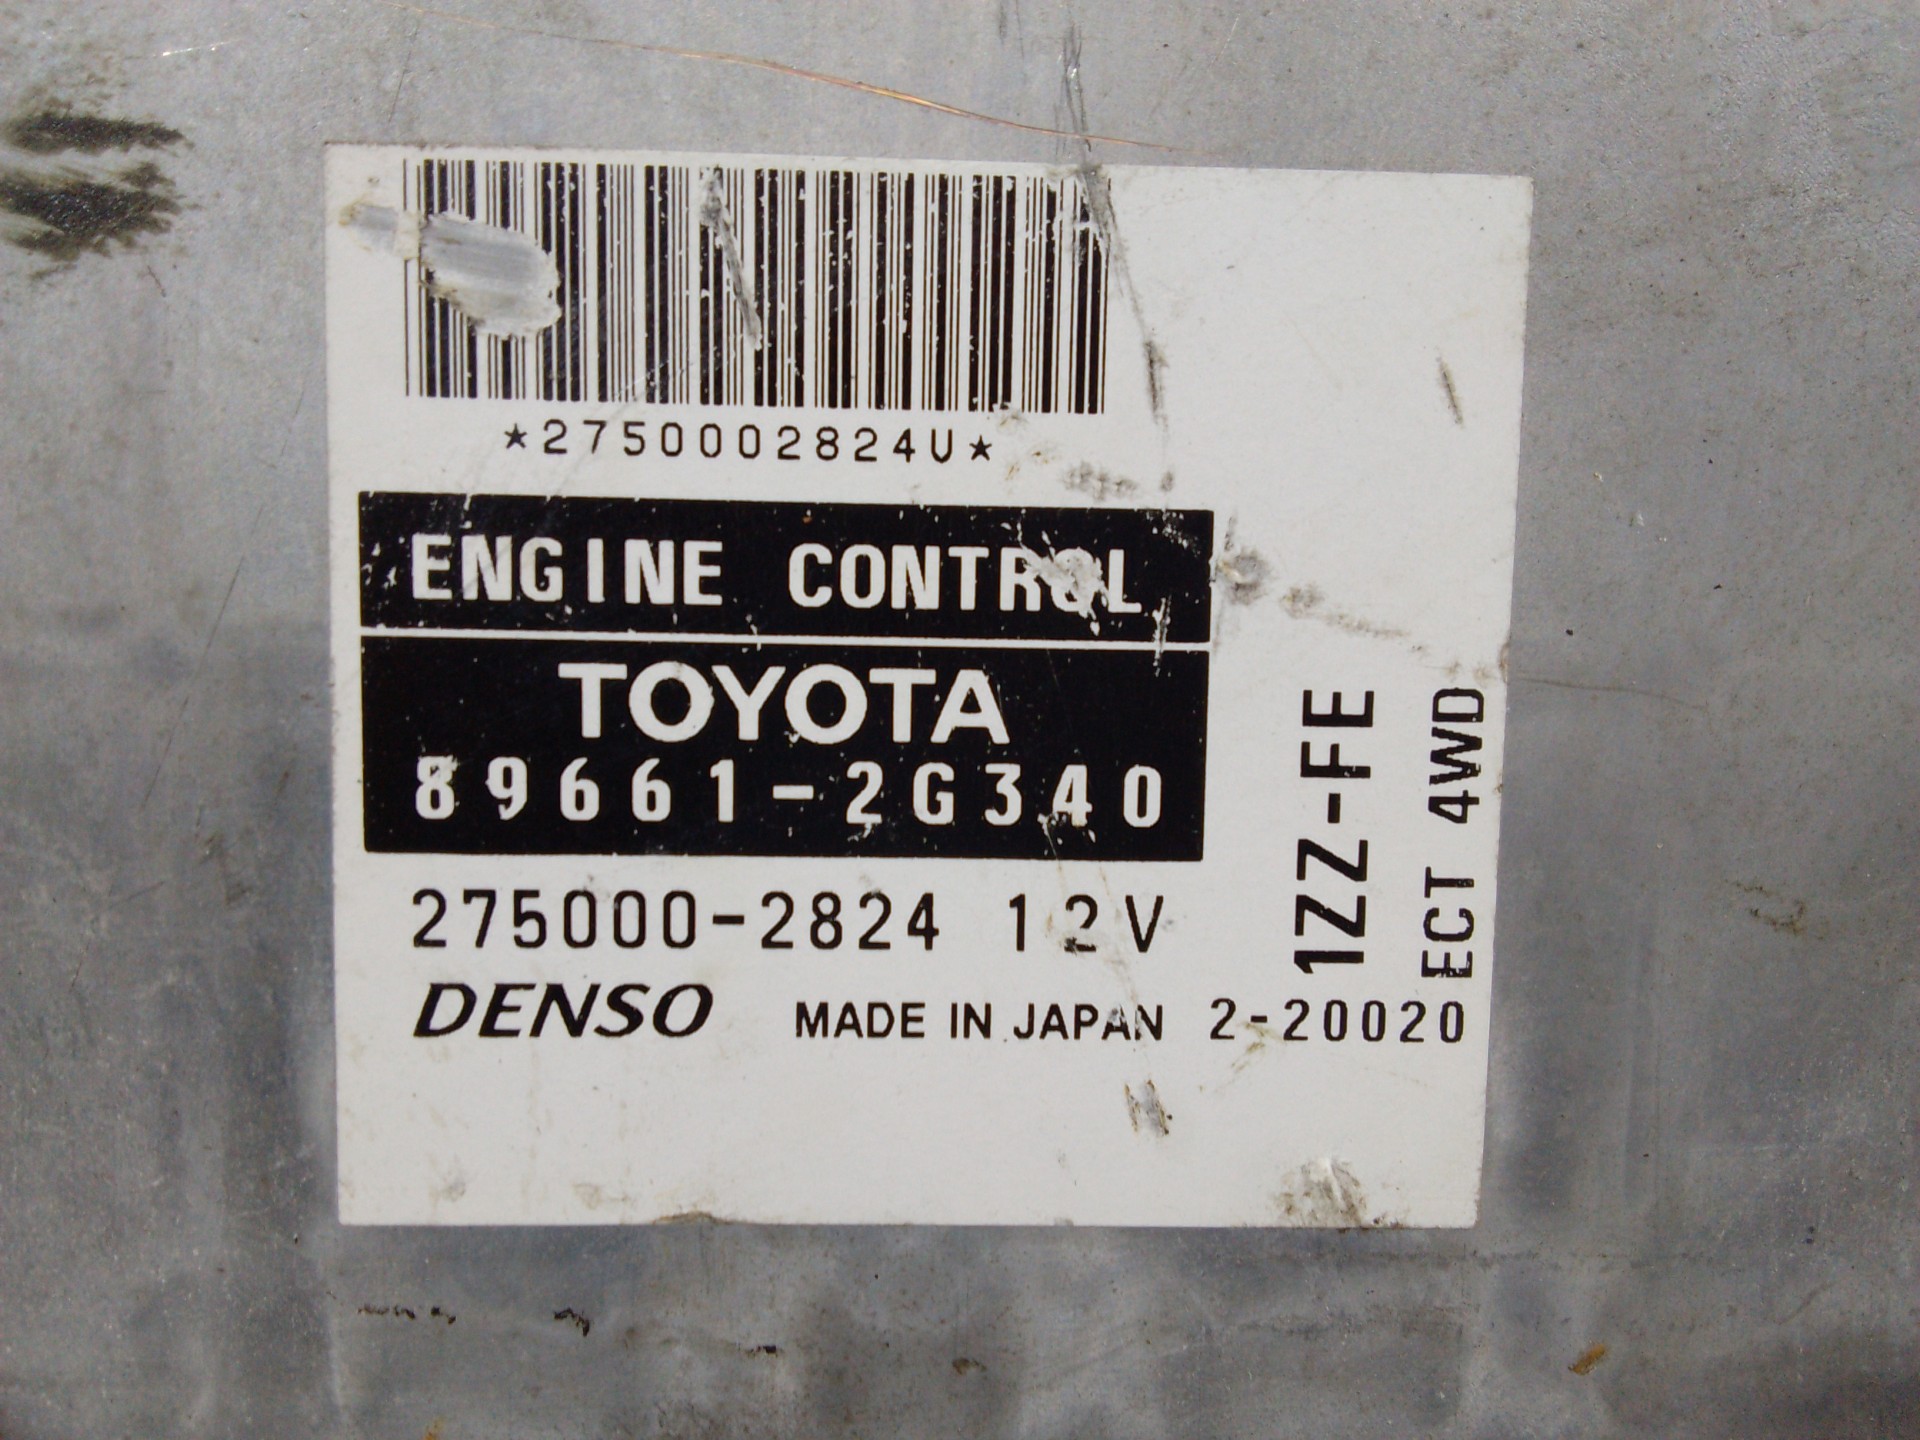 ★2750002824U★
ENGINE CONTROL
TOYOTA
89661-2G340
275000-2824 12V
DENSO MADE IN JAPAN 2-20020
1ZZ-FE
ECT 4WD